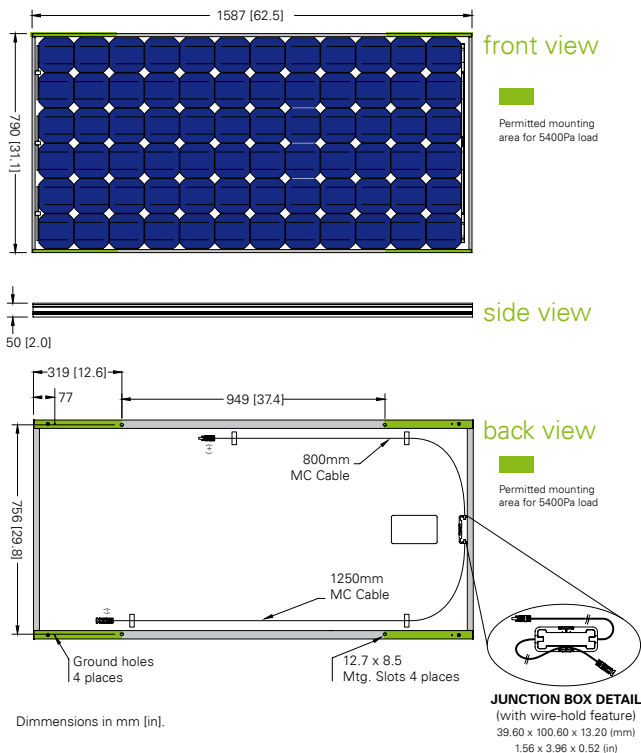 1587 [62.5]
front view
790 [31.1]
Permitted mounting
area for 5400Pa load
side view
50 [2.0]
319 [12.6]
77
949 [37.4]
back view
(+)
800mm
MC Cable
Permitted mounting
area for 5400Pa load
756 [29.8]
1250mm
MC Cable
(-)
Ground holes
4 places
12.7 x 8.5
Mtg. Slots 4 places
JUNCTION BOX DETAIL
(with wire-hold feature)
39.60 x 100.60 x 13.20 (mm)
1.56 x 3.96 x 0.52 (in)
Dimmensions in mm [in].